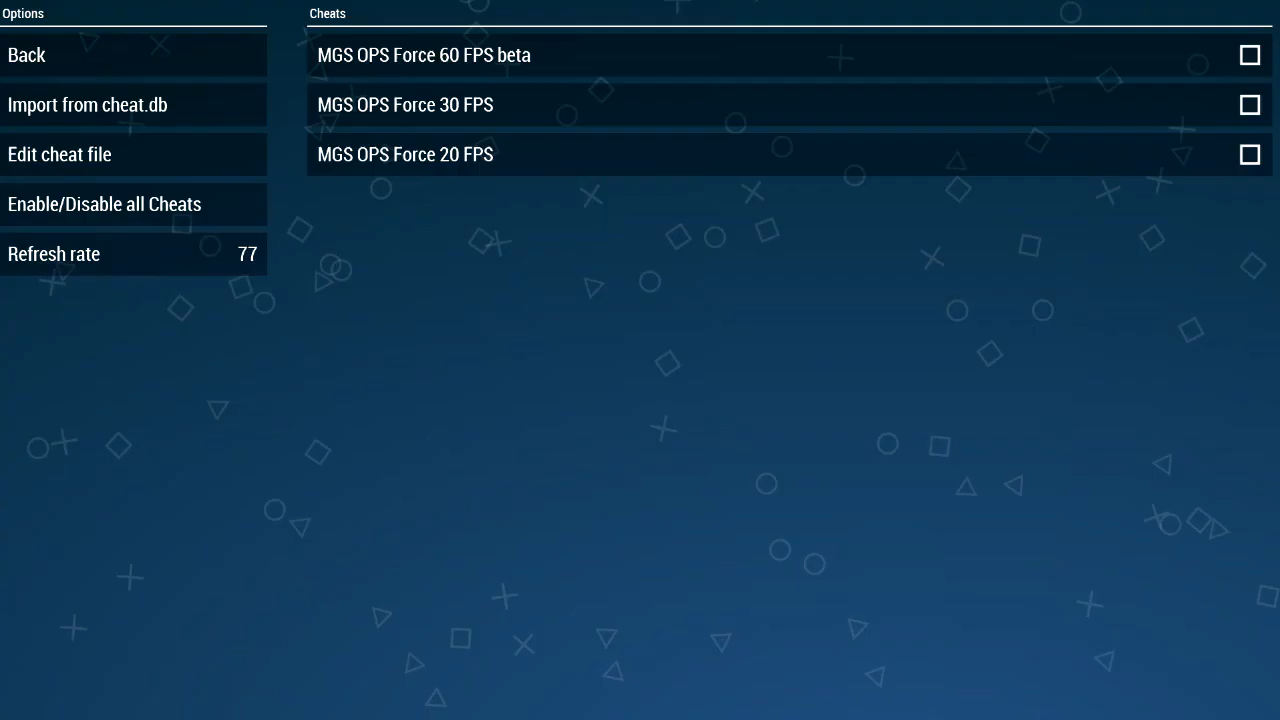 Options
Back
Import from cheat.db
Edit cheat file
Enable/Disable all Cheats
Refresh rate 77
Cheats
MGS OPS Force 60 FPS beta
MGS OPS Force 30 FPS
MGS OPS Force 20 FPS